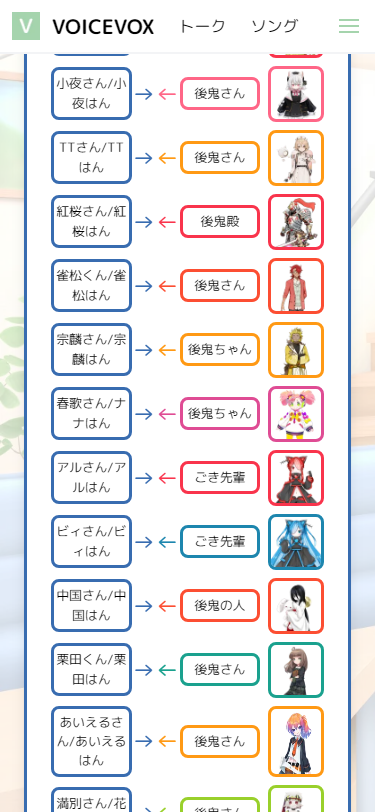 V VOICEVOX トーク ソング
小夜さん/小
夜はん
後鬼さん
TTさん/TT
はん
後鬼さん
紅桜さん/紅
桜はん
後鬼殿
雀松くん/雀
松はん
後鬼さん
宗麟さん/宗
麟はん
後鬼ちゃん
春歌さん/ナ
ナはん
後鬼ちゃん
アルさん/ア
ルはん
ごき先輩
ビィさん/ビ
ィはん
ごき先輩
中国さん/中
国はん
後鬼の人
栗田くん/栗
田はん
後鬼さん
あいえるさ
ん/あいえる
はん
後鬼さん
満別さん/花